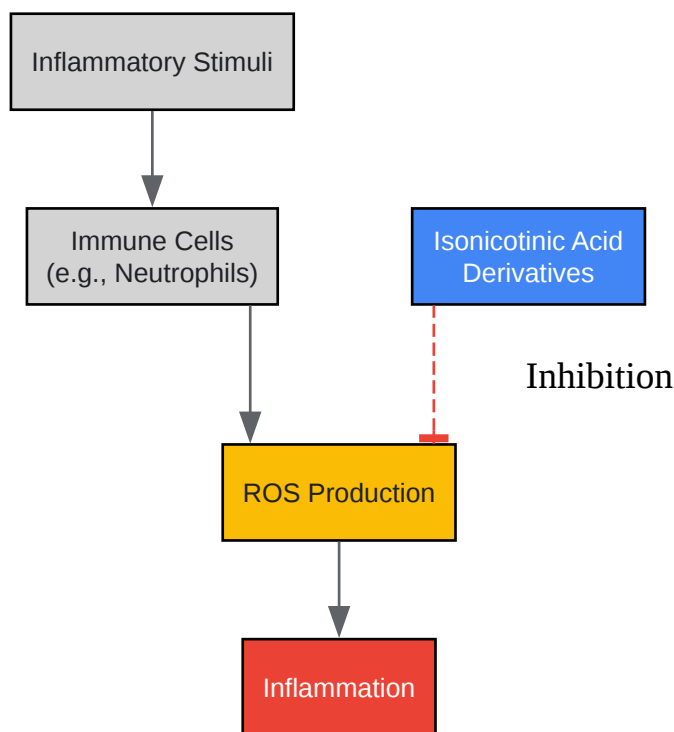 Inflammatory Stimuli
Immune Cells
(e.g., Neutrophils)
Isonicotinic Acid
Derivatives
Inhibition
ROS Production
Inflammation